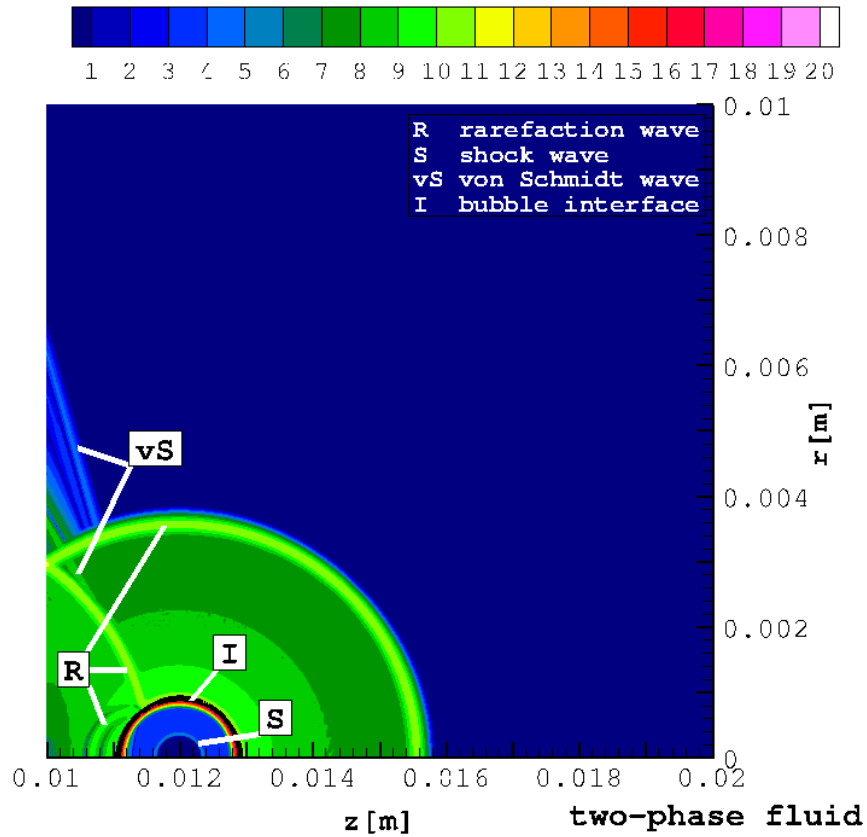 1 2 3 4 5 6 7 8 9 10 11 12 13 14 15 16 17 18 19 20
0.01
R rarefaction wave
S shock wave
vS von Schmidt wave
I bubble interface
0.008
0.006
r[m]
vS
0.004
0.002
I
R
S
0
0.01 0.012 0.014 0.016 0.018 0.02
z[m]
two-phase fluid